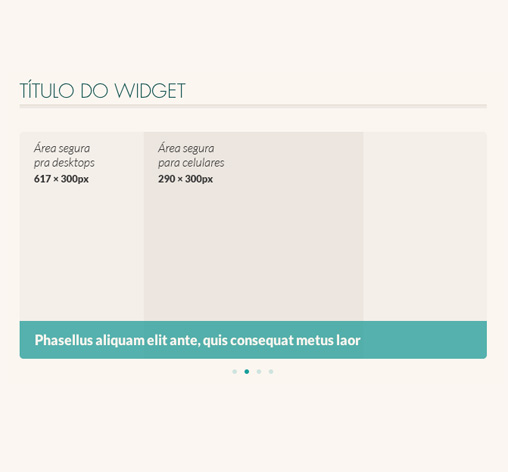 TÍTULO DO WIDGET
Área segura
pra desktops
617 × 300px
Área segura
para celulares
290 × 300px
Phasellus aliquam elit ante, quis consequat metus laor